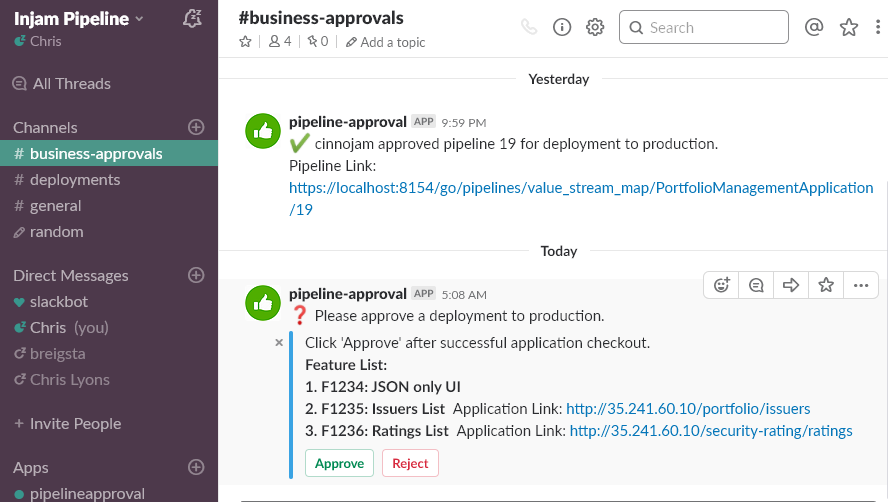 Injam Pipeline
Chris
All Threads
Channels
# business-approvals
# deployments
# general
random
Direct Messages
slackbot
Chris (you)
breigsta
Chris Lyons
+ Invite People
Apps
pipelineapproval
#business-approvals
4
0
Add a topic
Search
Yesterday
pipeline-approval APP 9:59 PM
cinnojam approved pipeline 19 for deployment to production.
Pipeline Link:
https://localhost:8154/go/pipelines/value_stream_map/PortfolioManagementApplication
/19
Today
pipeline-approval APP 5:08 AM
❓ Please approve a deployment to production.
Click 'Approve' after successful application checkout.
Feature List:
1. F1234: JSON only UI
2. F1235: Issuers List Application Link: http://35.241.60.10/portfolio/issuers
3. F1236: Ratings List Application Link: http://35.241.60.10/security-rating/ratings
Approve Reject